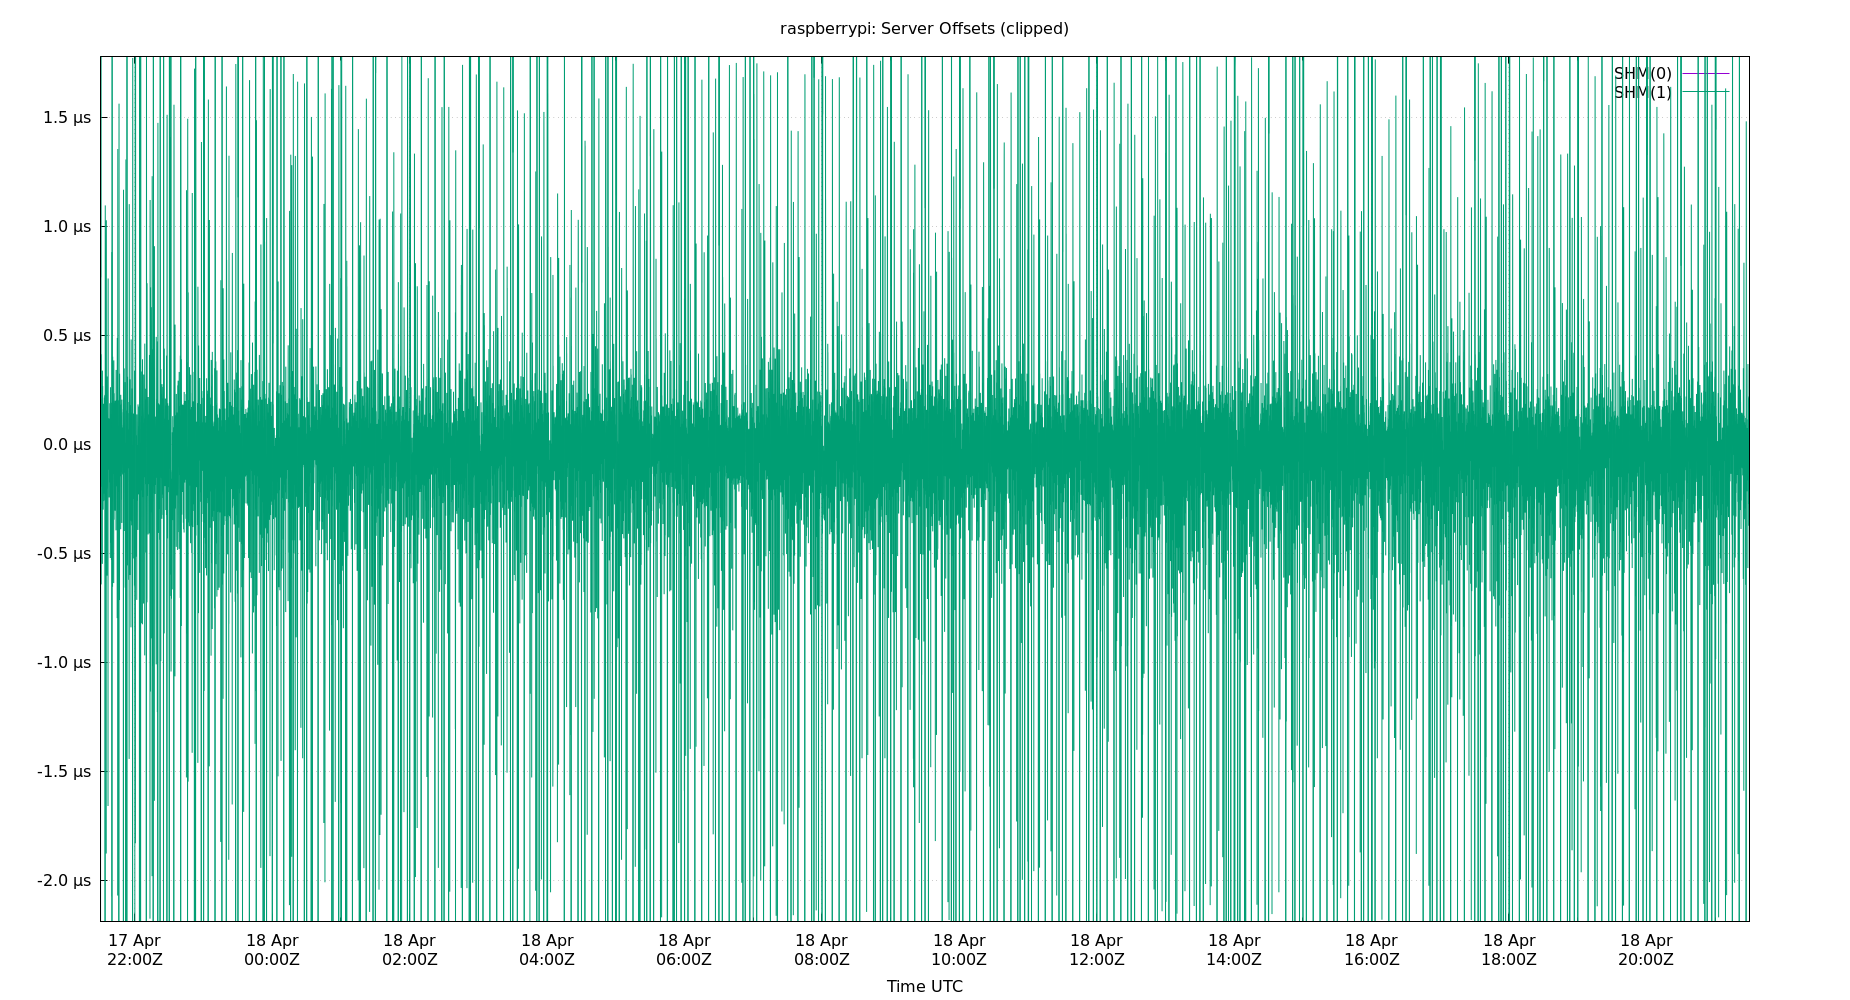 raspberrypi: Server Offsets (clipped)
SHM(0)
SHM(1)
1.5 µs
1.0 µs
0.5 µs
0.0 µs
-0.5 µs
-1.0 µs
-1.5 µs
-2.0 µs
17 Apr 18 Apr 18 Apr 18 Apr 18 Apr 18 Apr 18 Apr 18 Apr 18 Apr 18 Apr 18 Apr 18 Apr
22:00Z 00:00Z 02:00Z 04:00Z 06:00Z 08:00Z 10:00Z 12:00Z 14:00Z 16:00Z 18:00Z 20:00Z
Time UTC